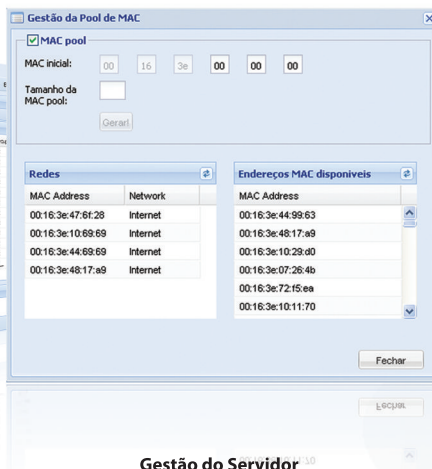 Gestão da Pool de MAC
MAC pool
MAC inicial: 00 16 3e 00 00 00
Tamanho da
MAC pool:
Gerar!
Redes
MAC Address Network
00:16:3e:47:6f:28 Internet
00:16:3e:10:69:69 Internet
00:16:3e:44:69:69 Internet
00:16:3e:48:17:a9 Internet
Endereços MAC disponiveis
MAC Address
00:16:3e:44:99:63
00:16:3e:48:17:a9
00:16:3e:10:29:d0
00:16:3e:07:26:4b
00:16:3e:72:f5:ea
00:16:3e:10:11:70
Fechar
Gestão do Servidor